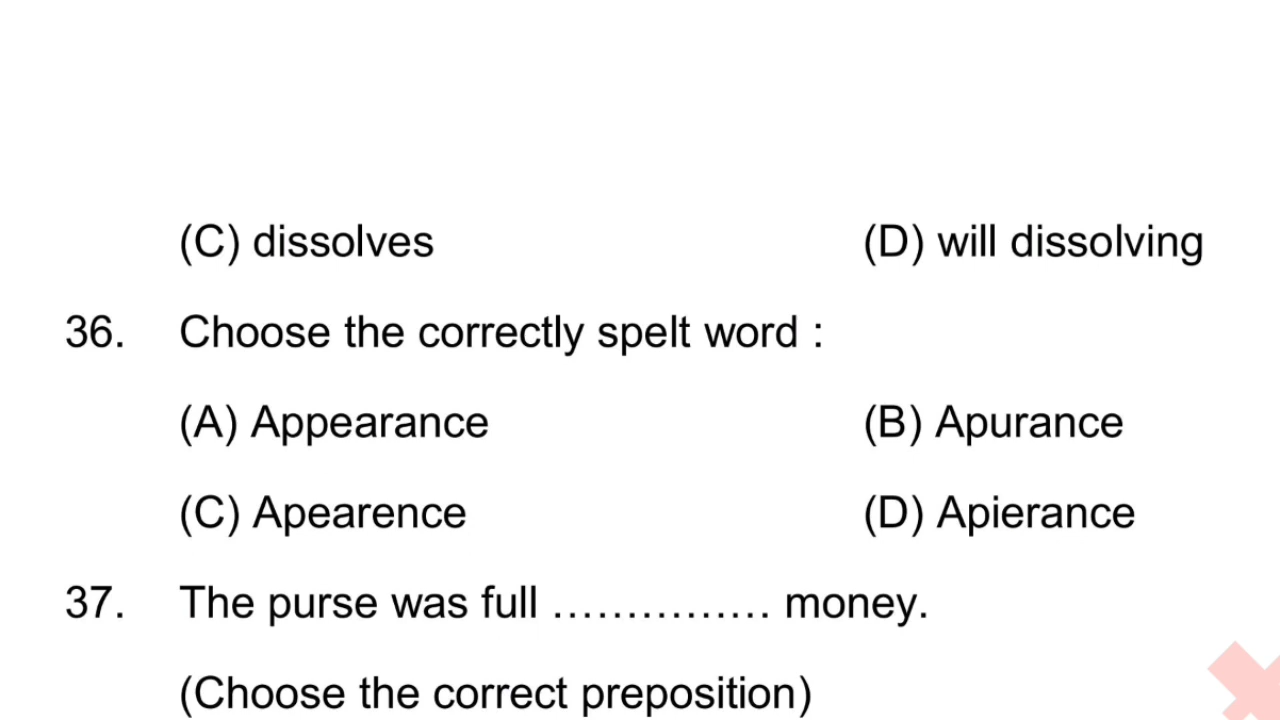 (C) dissolves (D) will dissolving
36. Choose the correctly spelt word :
(A) Appearance (B) Apurance
(C) Apearence (D) Apierance
37. The purse was full …………… money.
(Choose the correct preposition)